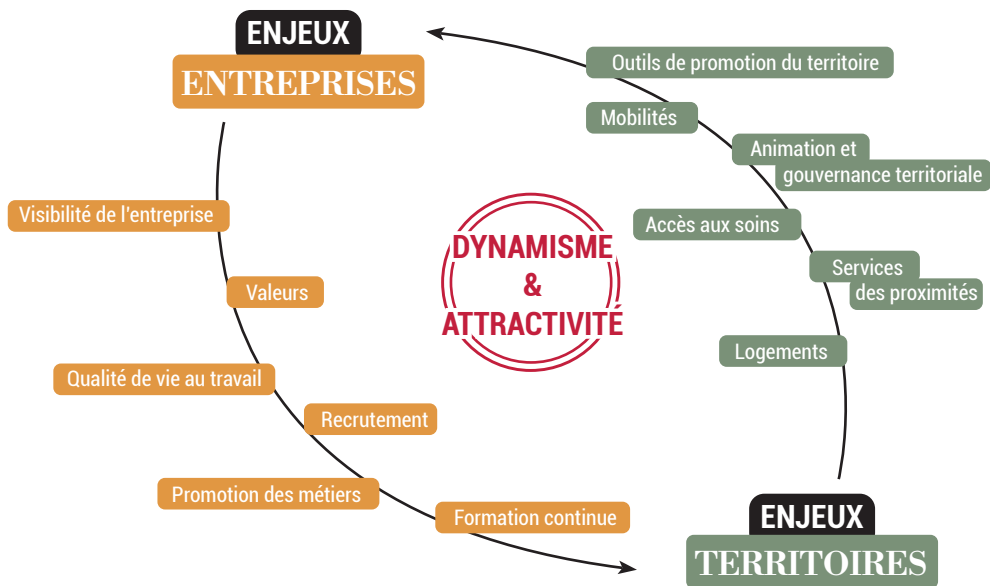 ENJEUX
ENTREPRISES
Visibilité de l'entreprise
Valeurs
Qualité de vie au travail
Recrutement
Promotion des métiers
Formation continue
DYNAMISME
&
ATTRACTIVITÉ
Outils de promotion du territoire
Mobilités
Animation et
gouvernance territoriale
Accès aux soins
Services
des proximités
Logements
ENJEUX
TERRITOIRES